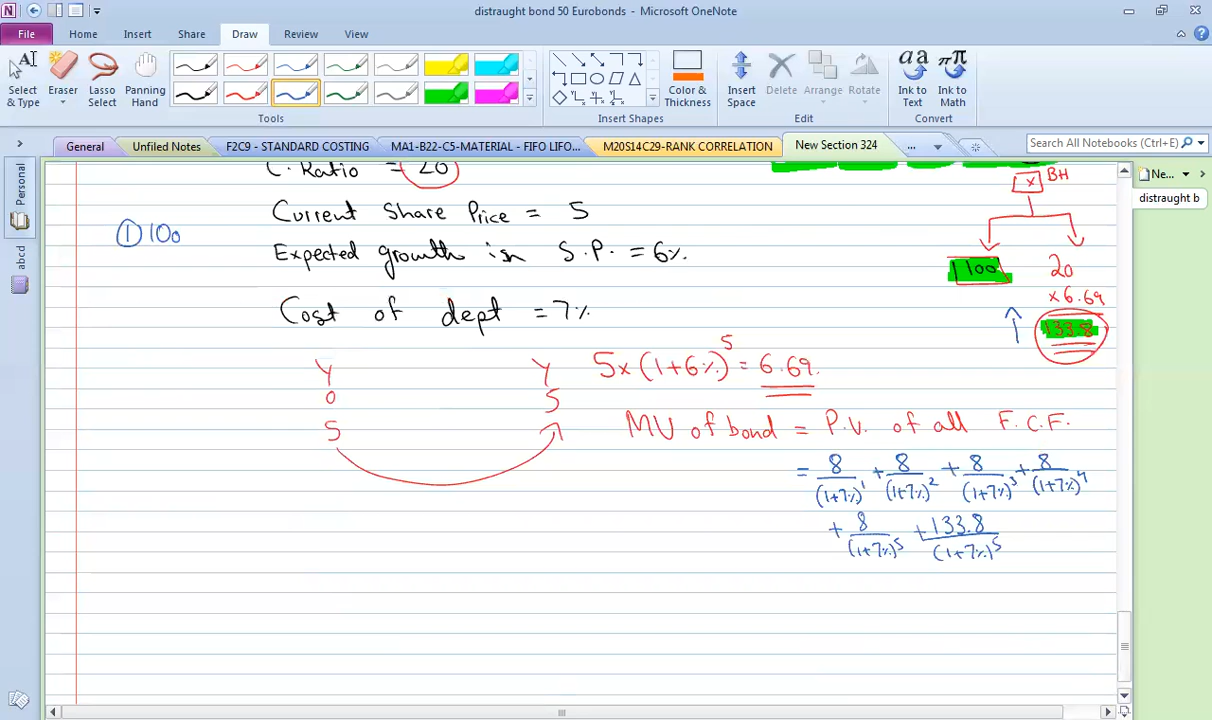 distraught bond 50 Eurobonds - Microsoft OneNote
File Home Insert Share Draw Review View
Select & Type
Eraser
Lasso Select
Panning Hand
Color & Thickness
Insert Space
Delete
Arrange
Rotate
Ink to Text
Ink to Math
Tools
Insert Shapes
Edit
Convert
General
Unfiled Notes
F2C9 - STANDARD COSTING
MA1-B22-C5-MATERIAL - FIFO LIFO...
M20S14C29-RANK CORRELATION
New Section 324
...
Search All Notebooks (Ctrl+E)
Personal
abcd
Ne...
distraught b
C. Ratio = 20
① 100
Current Share Price = 5
Expected growth in S.P. = 6%.
Cost of dept = 7%
Y Y
0 5
5
5x (1+6%)^5 = 6.69.
MV of bond = P.V. of all F.C.F.
= 8/(1+7%)^1 + 8/(1+7%)^2 + 8/(1+7%)^3 + 8/(1+7%)^4
+ 8/(1+7%)^5 + 133.8/(1+7%)^5
x BH
100 20
x 6.69
133.8